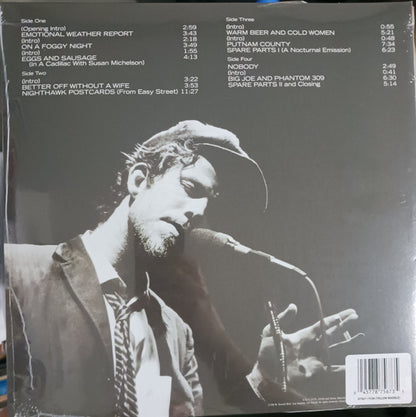 Side One
(Opening Intro) 2:59
EMOTIONAL WEATHER REPORT 3:43
(Intro) 2:18
ON A FOGGY NIGHT 3:49
(Intro) 1:55
EGGS AND SAUSAGE 4:13
(In A Cadillac With Susan Michelson)
Side Two
(Intro) 3:22
BETTER OFF WITHOUT A WIFE 3:53
NIGHTHAWK POSTCARDS (From Easy Street) 11:27
Side Three
(Intro) 0:55
WARM BEER AND COLD WOMEN 5:21
(Intro) 0:48
PUTNAM COUNTY 7:34
SPARE PARTS I (A Nocturnal Emission) 6:23
Side Four
NOBODY 2:49
(Intro) 0:41
BIG JOE AND PHANTOM 309 6:30
SPARE PARTS II and Closing 5:14